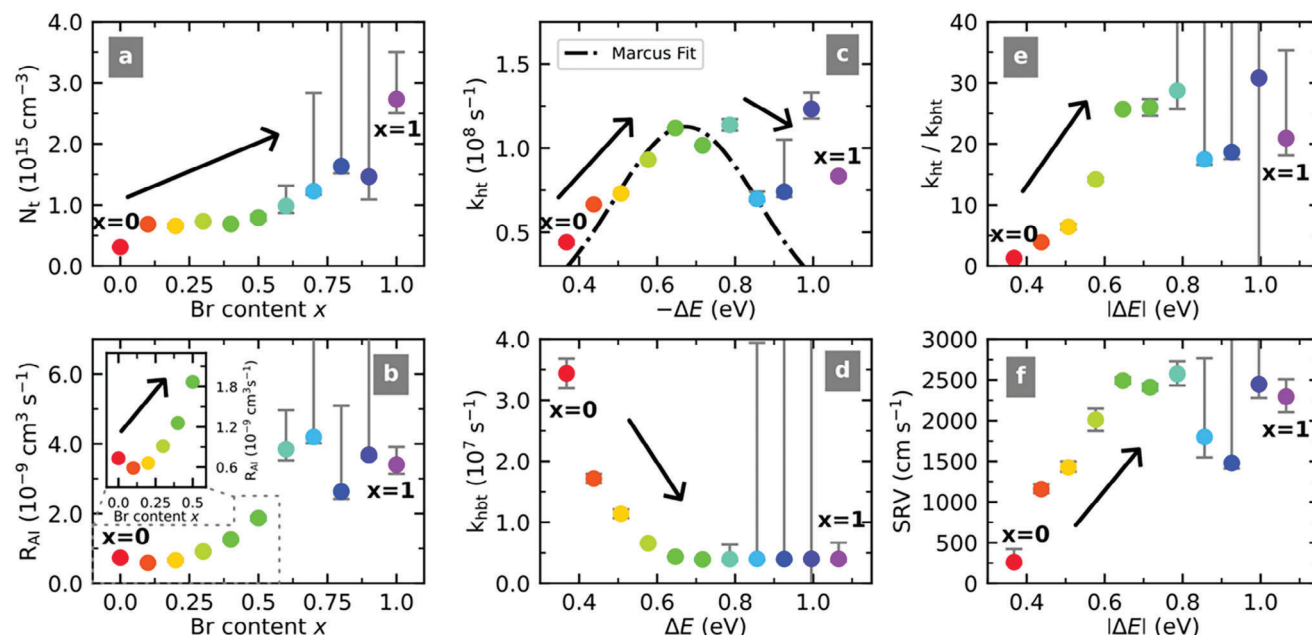 a
N_t (10^15 cm^-3)
4.0
3.0
2.0
1.0
0.0
x=0
x=1
0.0 0.25 0.5 0.75 1.0
Br content x
c
Marcus Fit
k_ht (10^8 s^-1)
1.5
1.0
0.5
x=0
x=1
0.4 0.6 0.8 1.0
−ΔE (eV)
e
k_ht / k_bht
40
30
20
10
0
x=0
x=1
0.4 0.6 0.8 1.0
|ΔE| (eV)
b
R_AI (10^-9 cm^3 s^-1)
6.0
4.0
2.0
0.0
1.8
1.2
0.6
R_AI (10^-9 cm^3s^-1)
0.0 0.25 0.5
Br content x
x=0
x=1
0.0 0.25 0.5 0.75 1.0
Br content x
d
k_hbt (10^7 s^-1)
4.0
3.0
2.0
1.0
0.0
x=0
x=1
0.4 0.6 0.8 1.0
ΔE (eV)
f
SRV (cm s^-1)
3000
2500
2000
1500
1000
500
0
x=0
x=1
0.4 0.6 0.8 1.0
|ΔE| (eV)